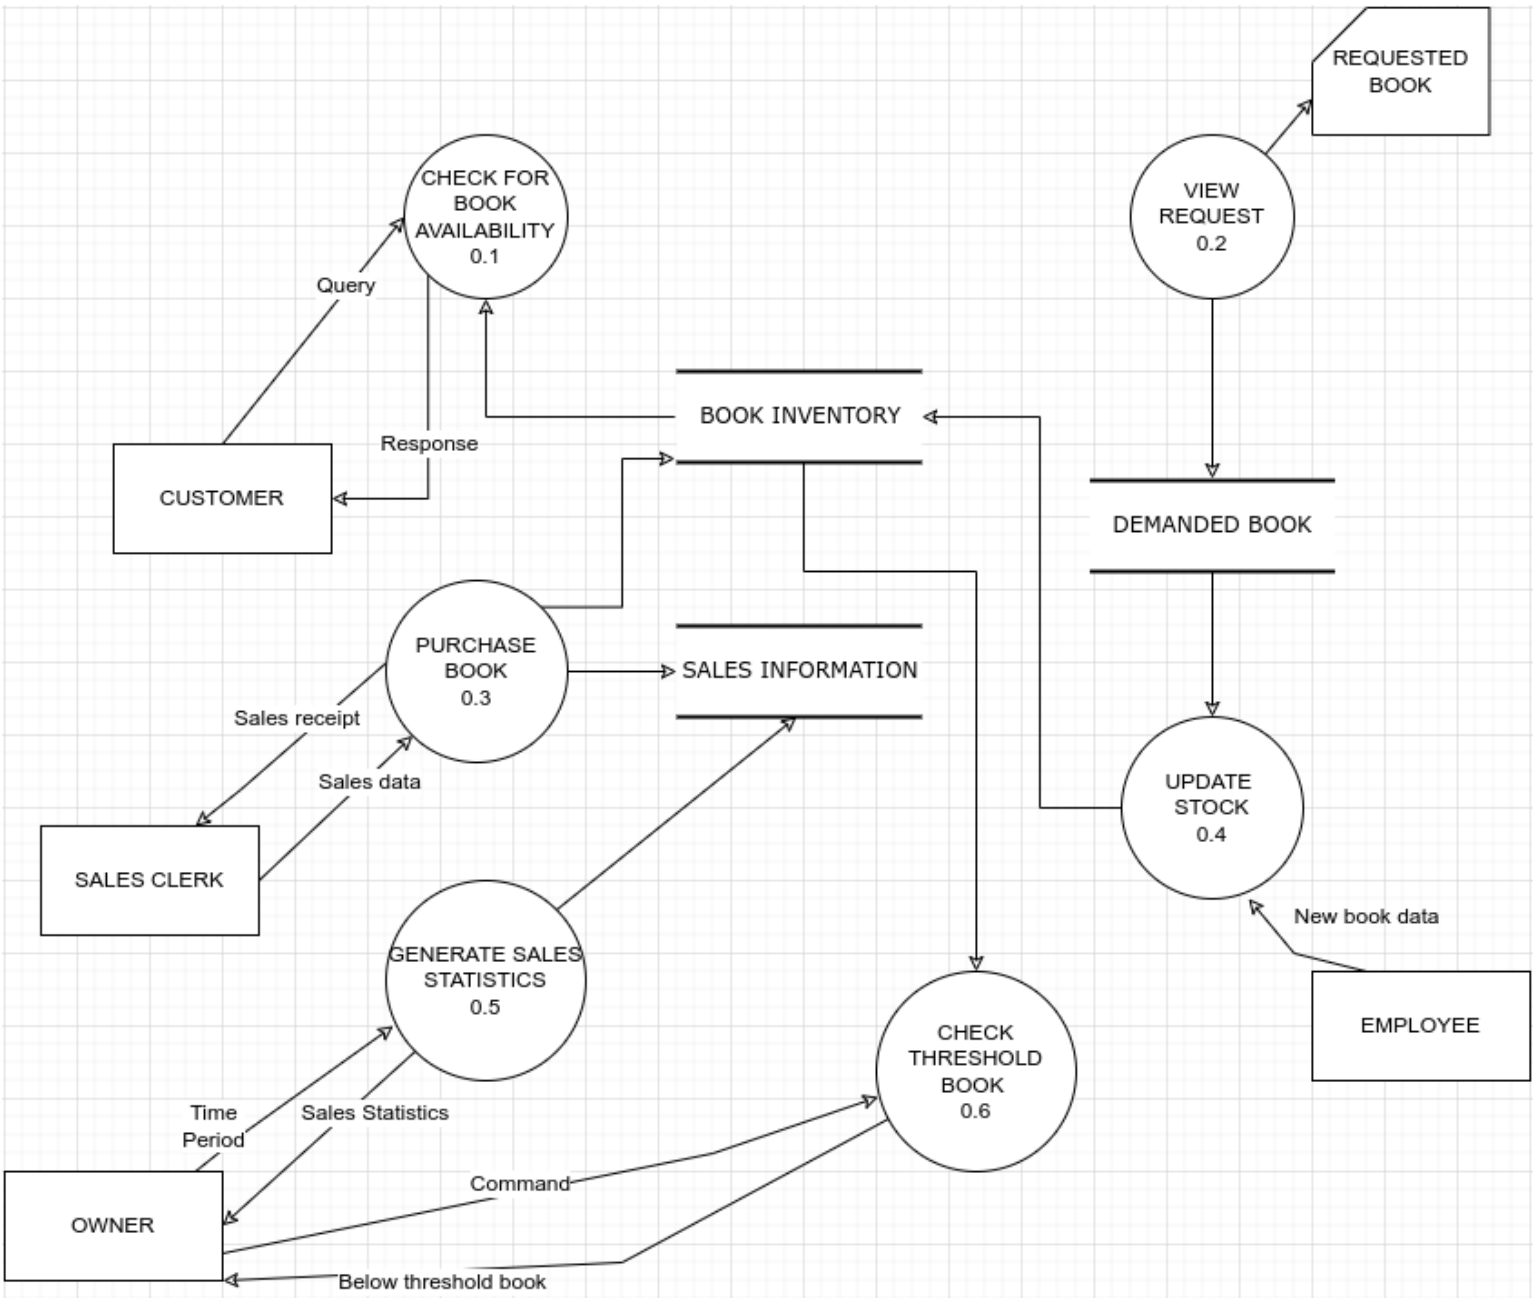 REQUESTED
BOOK
CHECK FOR
BOOK
AVAILABILITY
0.1
VIEW
REQUEST
0.2
Query
BOOK INVENTORY
Response
CUSTOMER
DEMANDED BOOK
PURCHASE
BOOK
0.3
SALES INFORMATION
Sales receipt
Sales data
UPDATE
STOCK
0.4
SALES CLERK
New book data
GENERATE SALES
STATISTICS
0.5
EMPLOYEE
CHECK
THRESHOLD
BOOK
0.6
Time
Period
Sales Statistics
Command
OWNER
Below threshold book